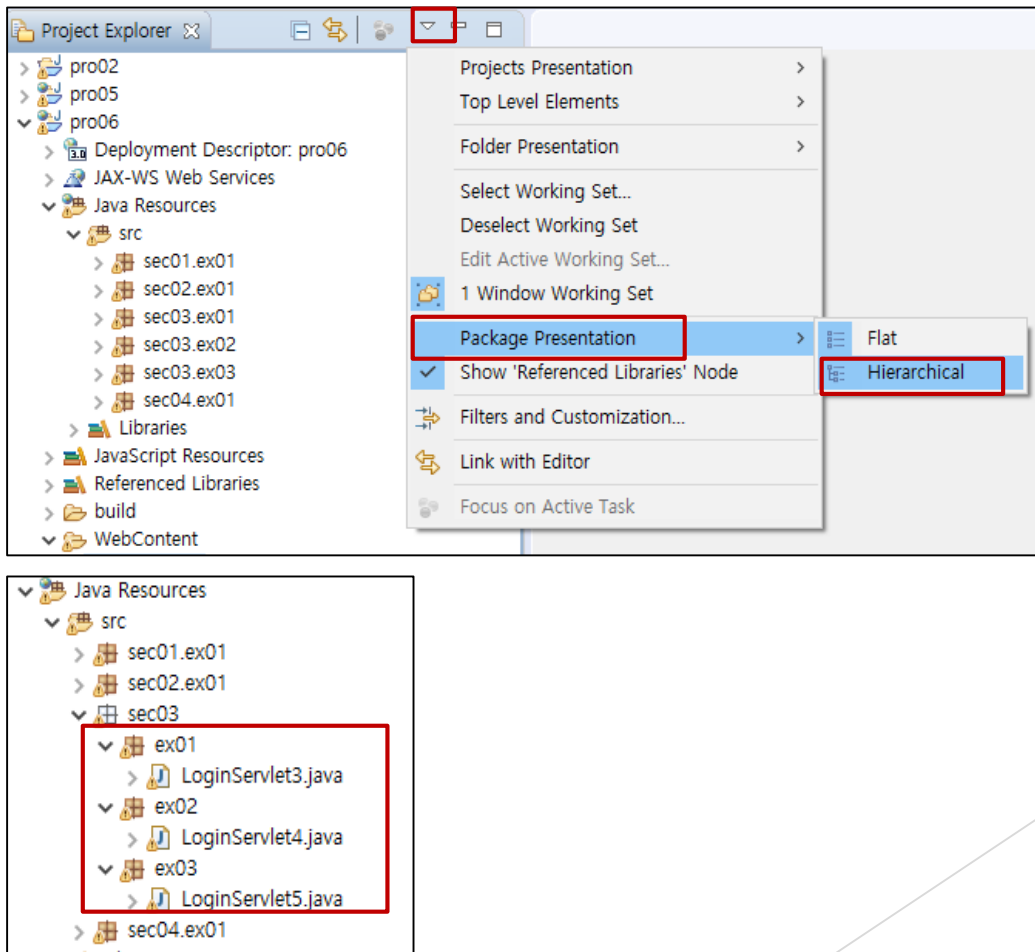 Project Explorer
pro02
pro05
pro06
3.0 Deployment Descriptor: pro06
JAX-WS Web Services
Java Resources
src
sec01.ex01
sec02.ex01
sec03.ex01
sec03.ex02
sec03.ex03
sec04.ex01
Libraries
JavaScript Resources
Referenced Libraries
build
WebContent
Projects Presentation
Top Level Elements
Folder Presentation
Select Working Set...
Deselect Working Set
Edit Active Working Set...
1 Window Working Set
Package Presentation
Show 'Referenced Libraries' Node
Filters and Customization...
Link with Editor
Focus on Active Task
Flat
Hierarchical
Java Resources
src
sec01.ex01
sec02.ex01
sec03
ex01
LoginServlet3.java
ex02
LoginServlet4.java
ex03
LoginServlet5.java
sec04.ex01